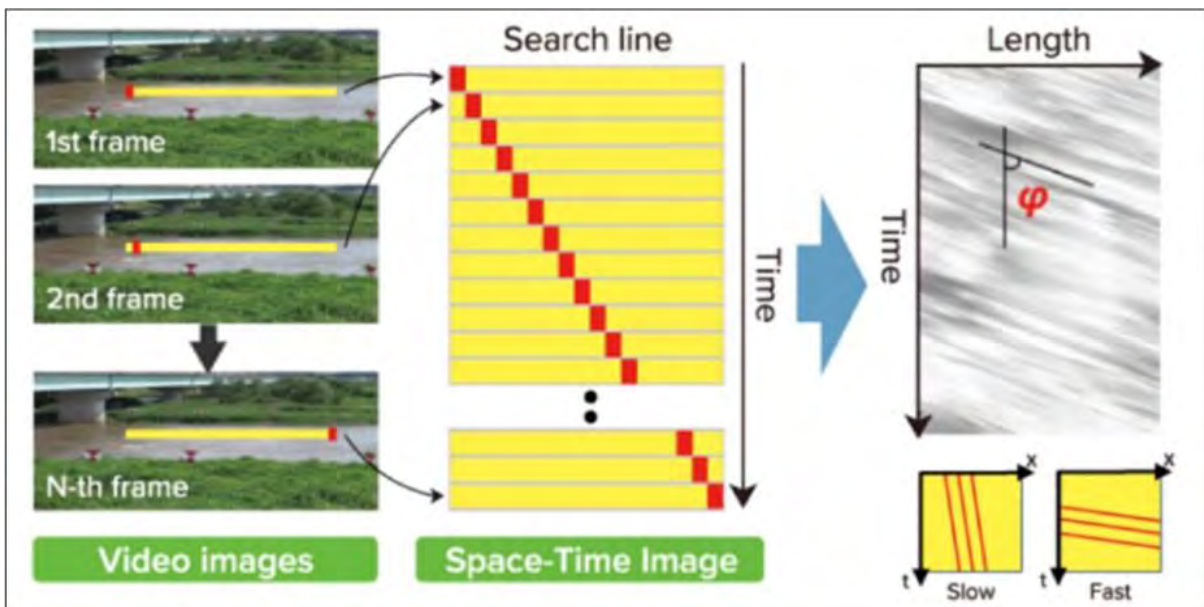 1st frame
2nd frame
N-th frame
Video images
Search line
Time
Space-Time Image
Length
Time
φ
x
t
Slow
x
t
Fast